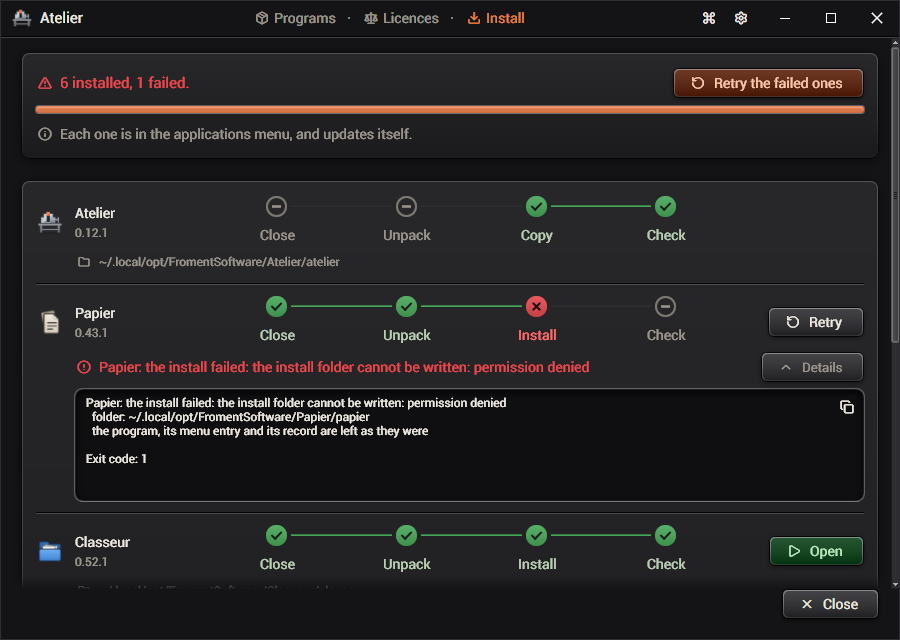 Atelier
Programs · Licences · Install
6 installed, 1 failed.
Retry the failed ones
Each one is in the applications menu, and updates itself.
Atelier
0.12.1
Close
Unpack
Copy
Check
~/.local/opt/FromentSoftware/Atelier/atelier
Papier
0.43.1
Close
Unpack
Install
Check
Retry
Papier: the install failed: the install folder cannot be written: permission denied
Details
Papier: the install failed: the install folder cannot be written: permission denied
folder: ~/.local/opt/FromentSoftware/Papier/papier
the program, its menu entry and its record are left as they were
Exit code: 1
Classeur
0.52.1
Close
Unpack
Install
Check
Open
Close